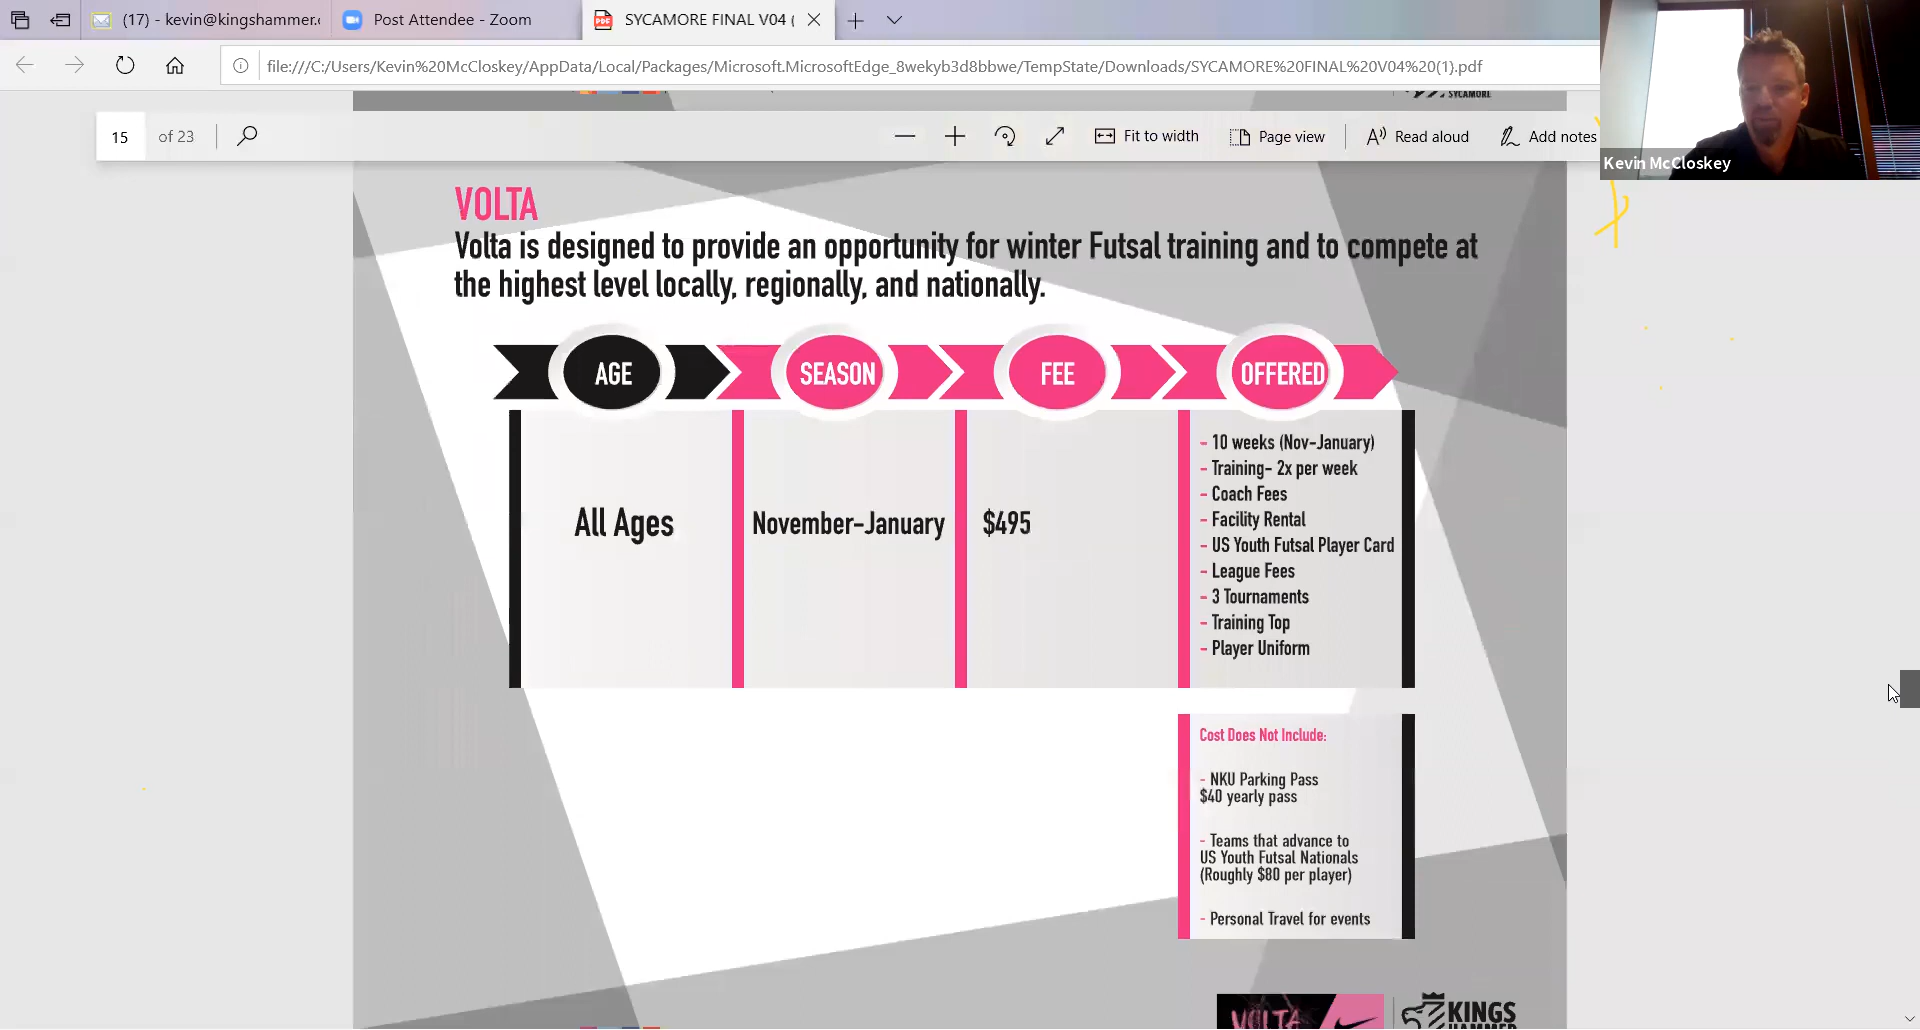 (17) - kevin@kingshammer.c
Post Attendee - Zoom
SYCAMORE FINAL V04 (
file:///C:/Users/Kevin%20McCloskey/AppData/Local/Packages/Microsoft.MicrosoftEdge_8wekyb3d8bbwe/TempState/Downloads/SYCAMORE%20FINAL%20V04%20(1).pdf
SYCAMORE
15 of 23
Fit to width
Page view
Read aloud
Add notes
Kevin McCloskey
VOLTA
Volta is designed to provide an opportunity for winter Futsal training and to compete at
the highest level locally, regionally, and nationally.
AGE
SEASON
FEE
OFFERED
All Ages
November-January
$495
- 10 weeks (Nov-January)
- Training- 2x per week
- Coach Fees
- Facility Rental
- US Youth Futsal Player Card
- League Fees
- 3 Tournaments
- Training Top
- Player Uniform
Cost Does Not Include:
- NKU Parking Pass
$40 yearly pass
- Teams that advance to
US Youth Futsal Nationals
(Roughly $80 per player)
- Personal Travel for events
VOLTA
KINGS
HAMMER